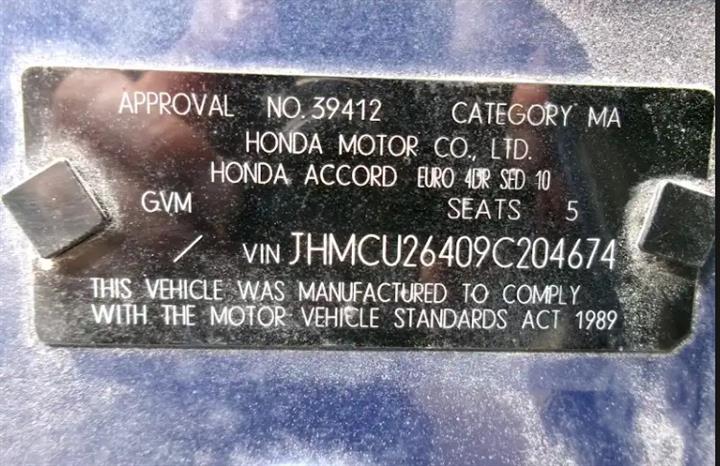 APPROVAL NO. 39412 CATEGORY MA
HONDA MOTOR CO., LTD.
HONDA ACCORD EURO 4DR SED 10
GVM SEATS 5
/ VIN JHMCU26409C204674
THIS VEHICLE WAS MANUFACTURED TO COMPLY
WITH THE MOTOR VEHICLE STANDARDS ACT 1989